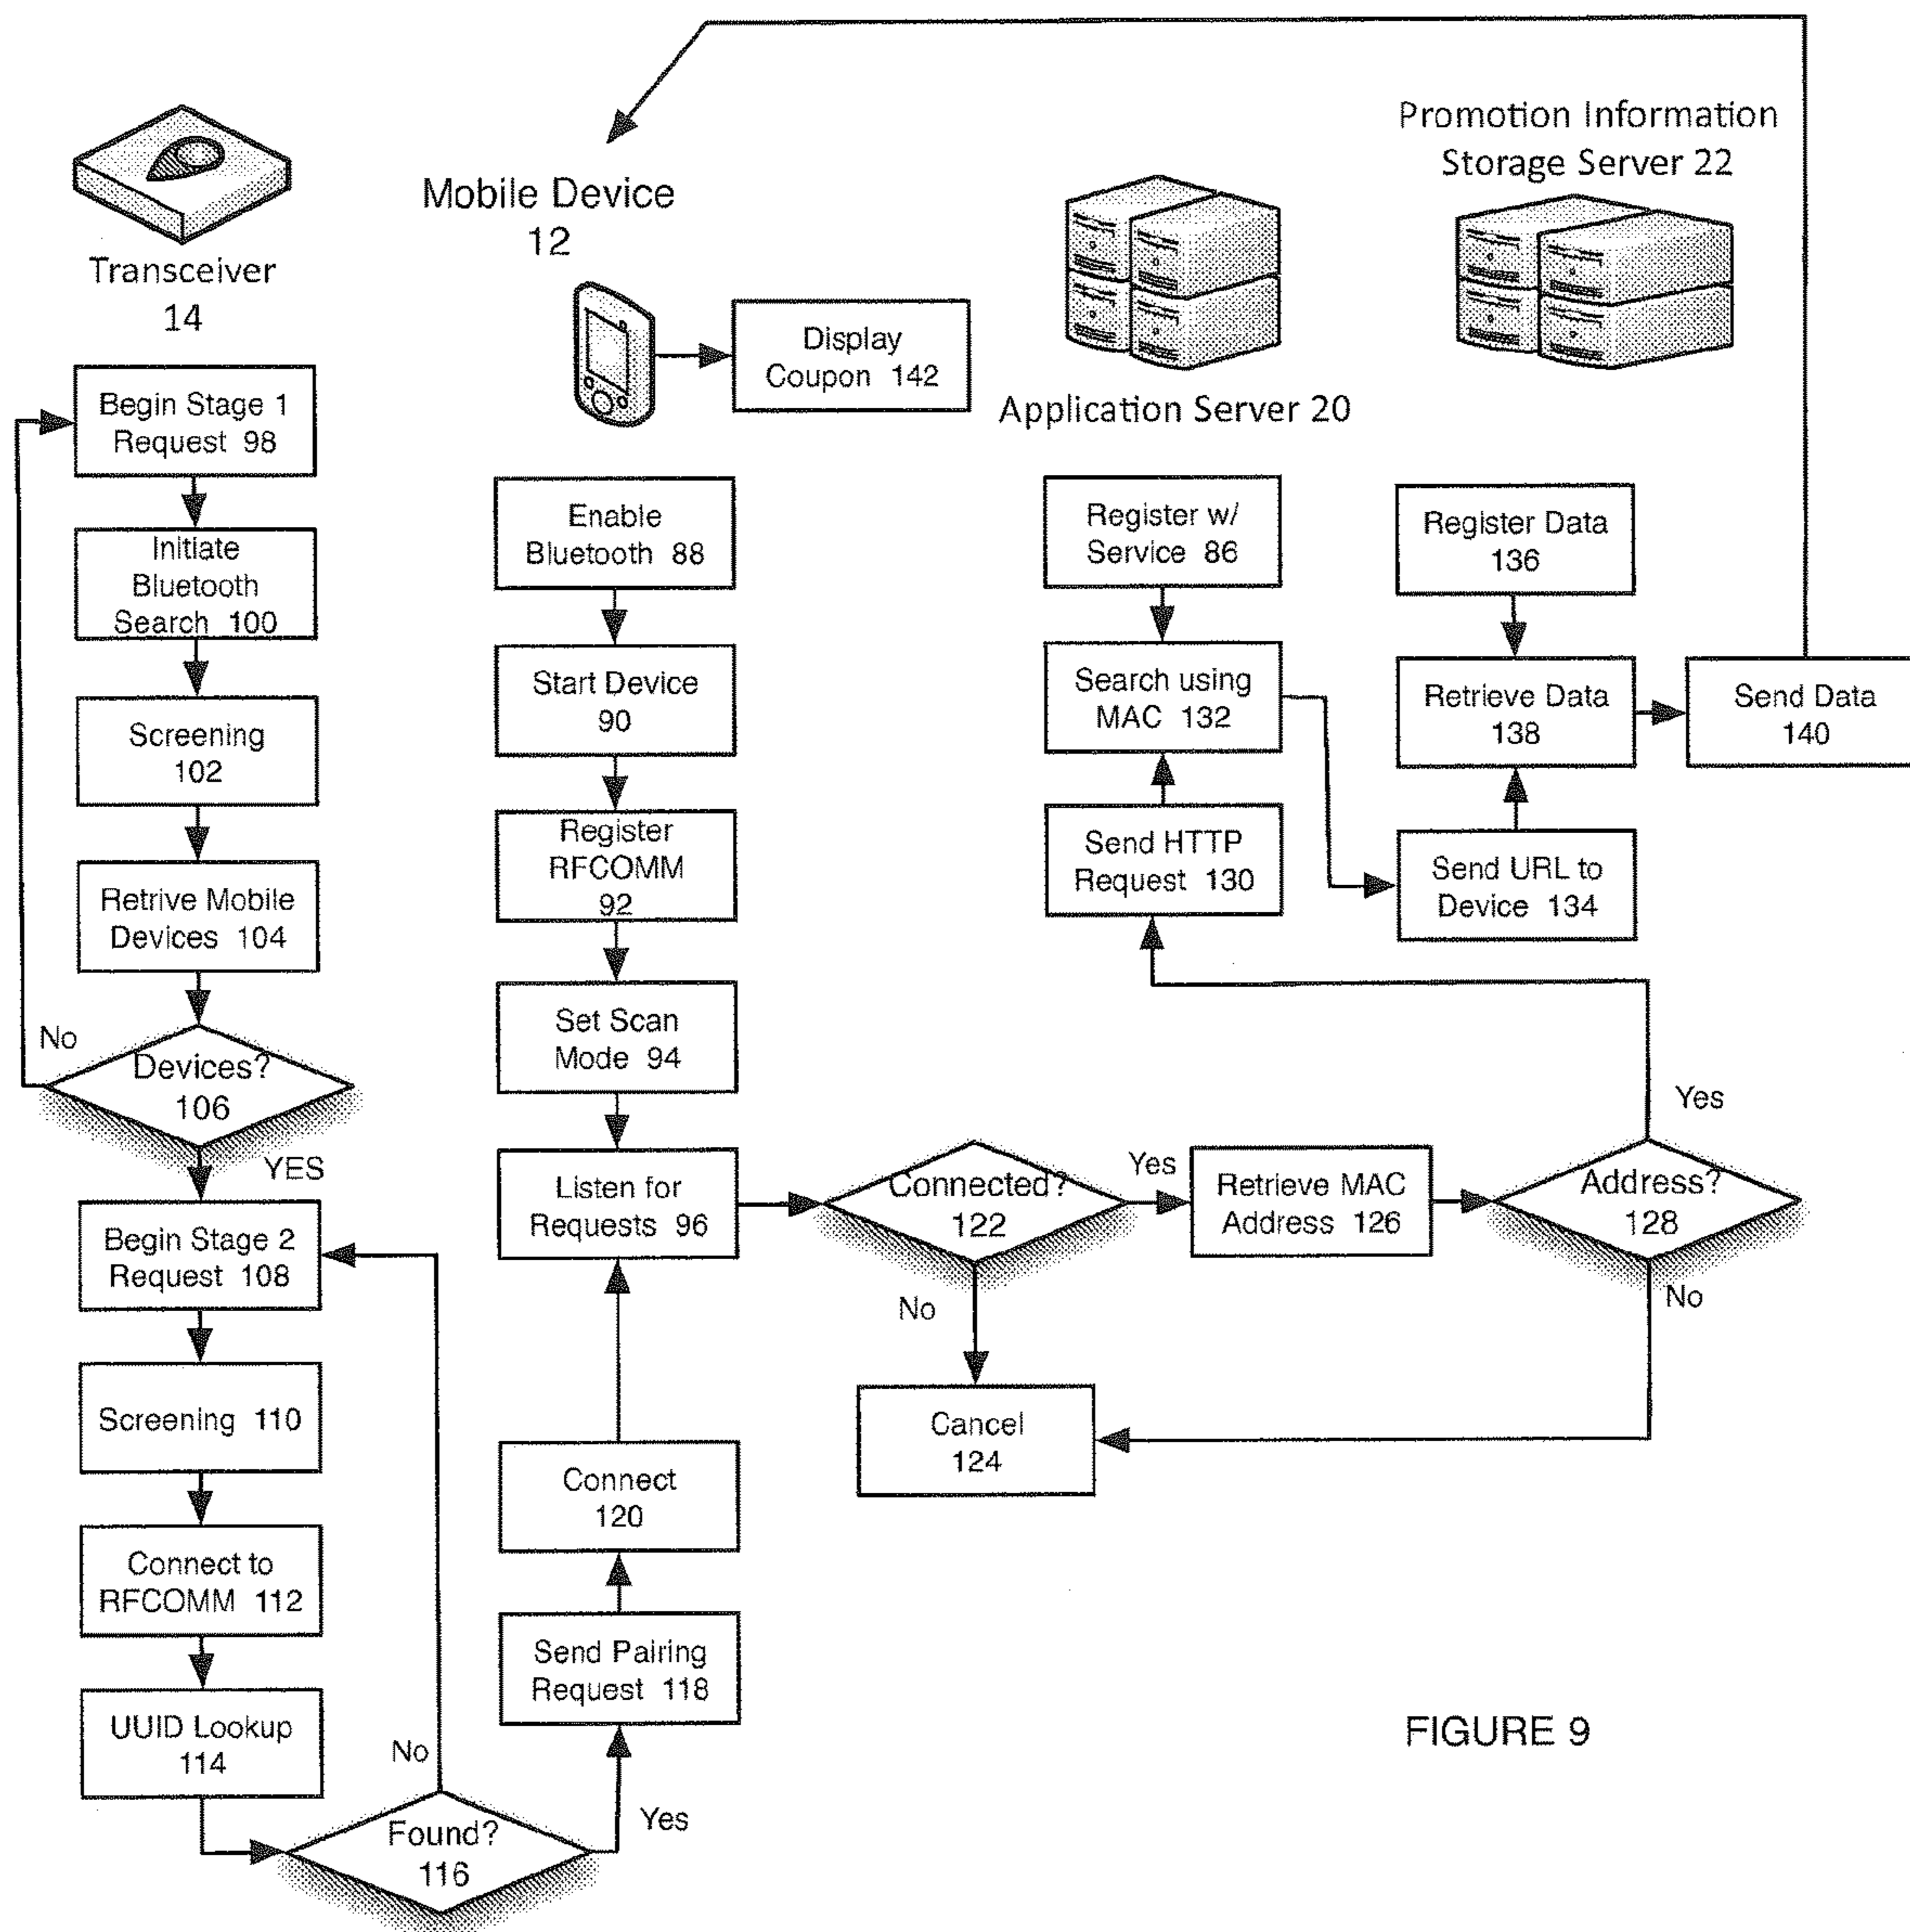 Transceiver
14
Begin Stage 1
Request 98
Initiate
Bluetooth
Search 100
Screening
102
Retrive Mobile
Devices 104
No
Devices?
106
YES
Begin Stage 2
Request 108
Screening 110
Connect to
RFCOMM 112
UUID Lookup
114
No
Found?
116
Yes
Mobile Device
12
Display
Coupon 142
Enable
Bluetooth 88
Start Device
90
Register
RFCOMM
92
Set Scan
Mode 94
Listen for
Requests 96
Connect
120
Send Pairing
Request 118
Connected?
122
Yes
No
Cancel
124
Retrieve MAC
Address 126
Address?
128
Yes
No
Application Server 20
Register w/
Service 86
Search using
MAC 132
Send HTTP
Request 130
Promotion Information
Storage Server 22
Register Data
136
Retrieve Data
138
Send URL to
Device 134
Send Data
140
FIGURE 9